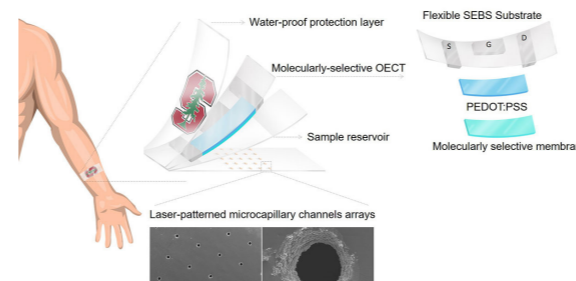 Flexible SEBS Substrate
Water-proof protection layer
S
G
D
Molecularly-selective OECT
PEDOT:PSS
Sample reservoir
Molecularly selective membra
Laser-patterned microcapillary channels arrays